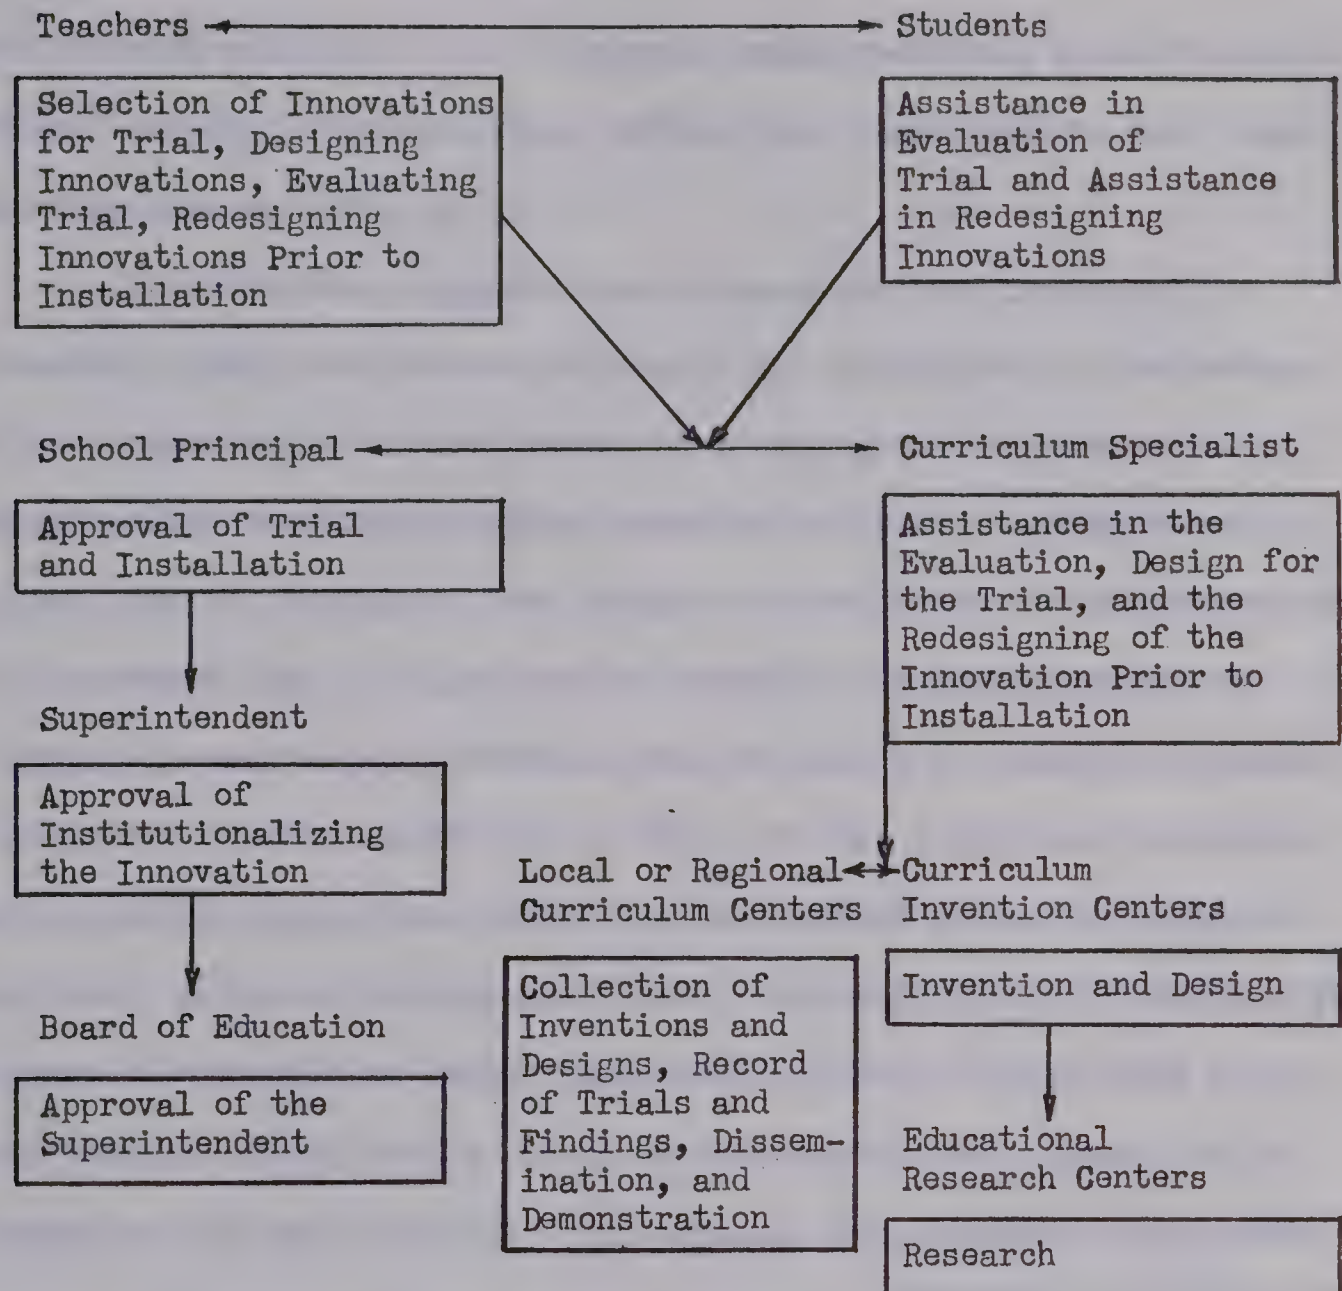 Teachers
Students
Selection of Innovations
for Trial, Designing
Innovations, Evaluating
Trial, Redesigning
Innovations Prior to
Installation
Assistance in
Evaluation of
Trial and Assistance
in Redesigning
Innovations
School Principal
Curriculum Specialist
Approval of Trial
and Installation
Assistance in the
Evaluation, Design for
the Trial, and the
Redesigning of the
Innovation Prior to
Installation
Superintendent
Approval of
Institutionalizing
the Innovation
Local or Regional
Curriculum Centers
Curriculum
Invention Centers
Board of Education
Approval of the
Superintendent
Collection of
Inventions and
Designs, Record
of Trials and
Findings, Dissem-
ination, and
Demonstration
Invention and Design
Educational
Research Centers
Research